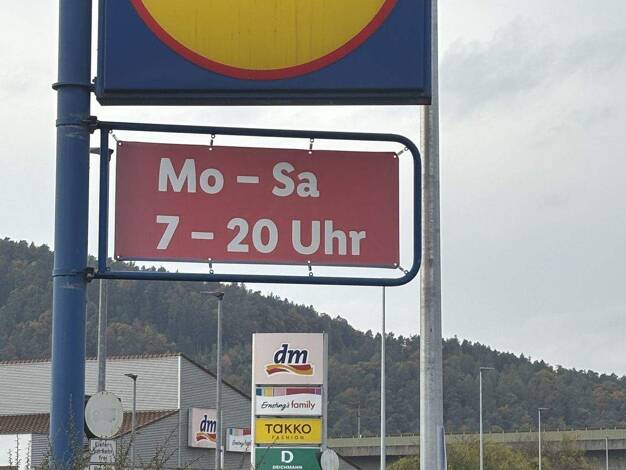 Mo – Sa
7 – 20 Uhr
dm
Ernsting's family
TAKKO
FASHION
D
DEICHMANN
dm